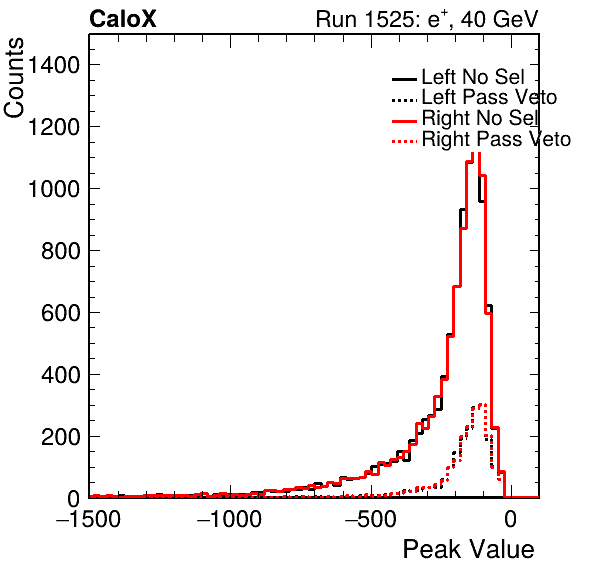 CaloX Run 1525: e+, 40 GeV
Counts
1400
1200
1000
800
600
400
200
0
Left No Sel
Left Pass Veto
Right No Sel
Right Pass Veto
−1500 −1000 −500 0
Peak Value